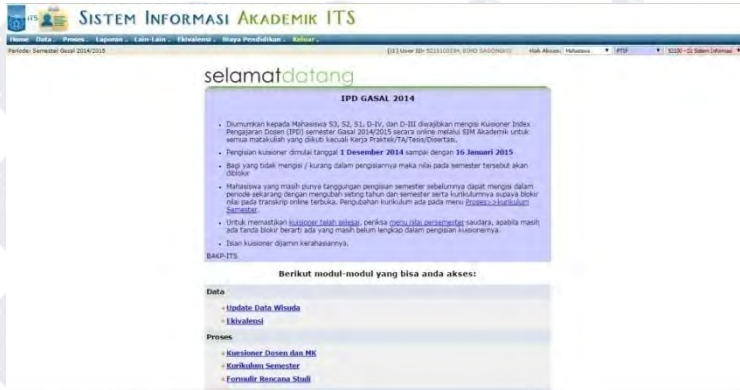 ITS SISTEM INFORMASI AKADEMIK ITS
Home Data Proses Laporan Lain-Lain Ekivalensi Biaya Pendidikan Keluar
Periode: Semester Gasal 2014/2015 User ID: Hak Akses: Mahasiswa
selamatdatang
IPD GASAL 2014
• Diumumkan kepada Mahasiswa S3, S2, S1, D-IV, dan D-III diwajibkan mengisi Kuisioner Index
Pengajaran Dosen (IPD) semester Gasal 2014/2015 secara online melalui SIM Akademik untuk
semua matakuliah yang diikuti kecuali Kerja Praktek/TA/Tesis/Disertasi.
• Pengisian kuisioner dimulai tanggal 1 Desember 2014 sampai dengan 16 Januari 2015
• Bagi yang tidak mengisi / kurang dalam pengisiannya maka nilai pada semester tersebut akan
diblokir
• Mahasiswa yang masih punya tanggungan pengisian semester sebelumnya dapat mengisi dalam
periode sekarang dengan mengubah seting tahun dan semester serta kurikulumnya supaya blokir
nilai pada transkrip online terbuka. Pengubahan kurikulum ada pada menu Proses>>kurikulum
Semester.
• Untuk memastikan kuisioner telah selesai, periksa menu nilai persemester saudara, apabila masih
ada tanda blokir berarti ada yang masih belum lengkap dalam pengisian kuisionernya.
• Isian kuisioner dijamin kerahasiannya.
BAKP-ITS
Berikut modul-modul yang bisa anda akses:
Data
Update Data Wisuda
Ekivalensi
Proses
Kuesioner Dosen dan MK
Kurikulum Semester
Formulir Rencana Studi